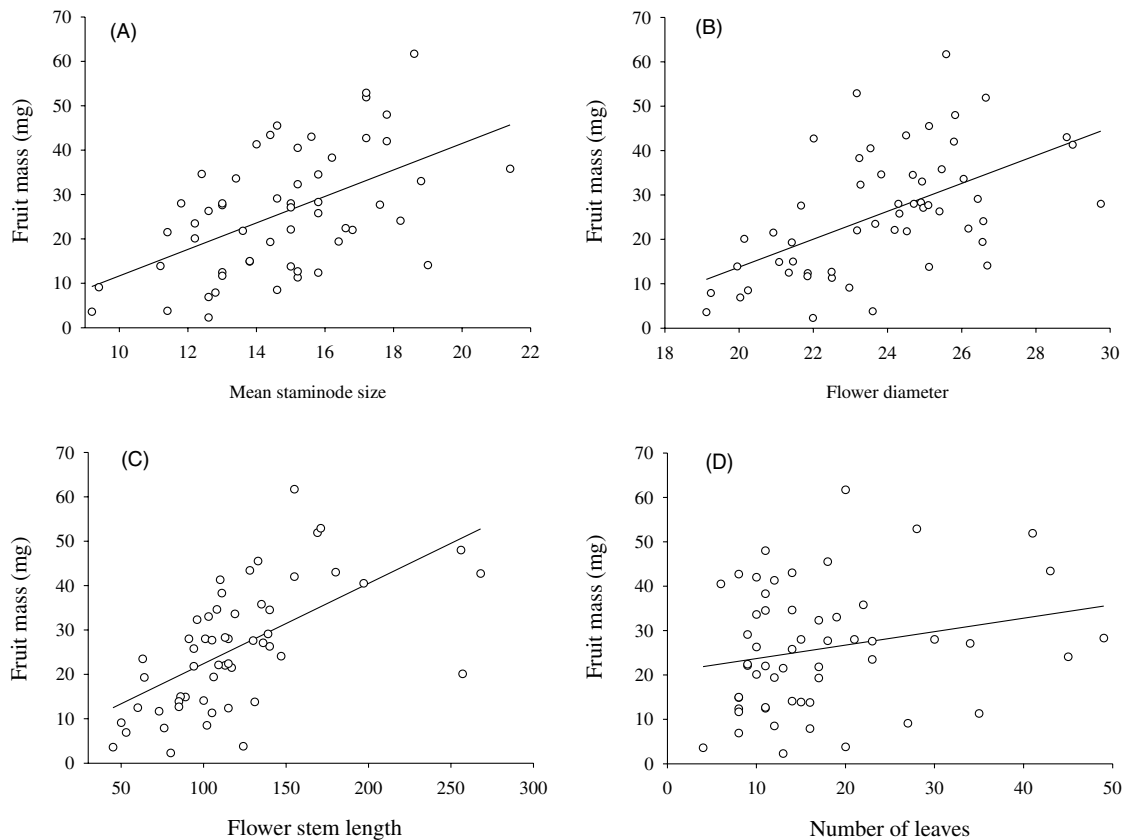 (A)
70
60
50
40
30
20
10
0
Fruit mass (mg)
10 12 14 16 18 20 22
Mean staminode size
(B)
70
60
50
40
30
20
10
0
Fruit mass (mg)
18 20 22 24 26 28 30
Flower diameter
(C)
70
60
50
40
30
20
10
0
Fruit mass (mg)
50 100 150 200 250 300
Flower stem length
(D)
70
60
50
40
30
20
10
0
Fruit mass (mg)
0 10 20 30 40 50
Number of leaves